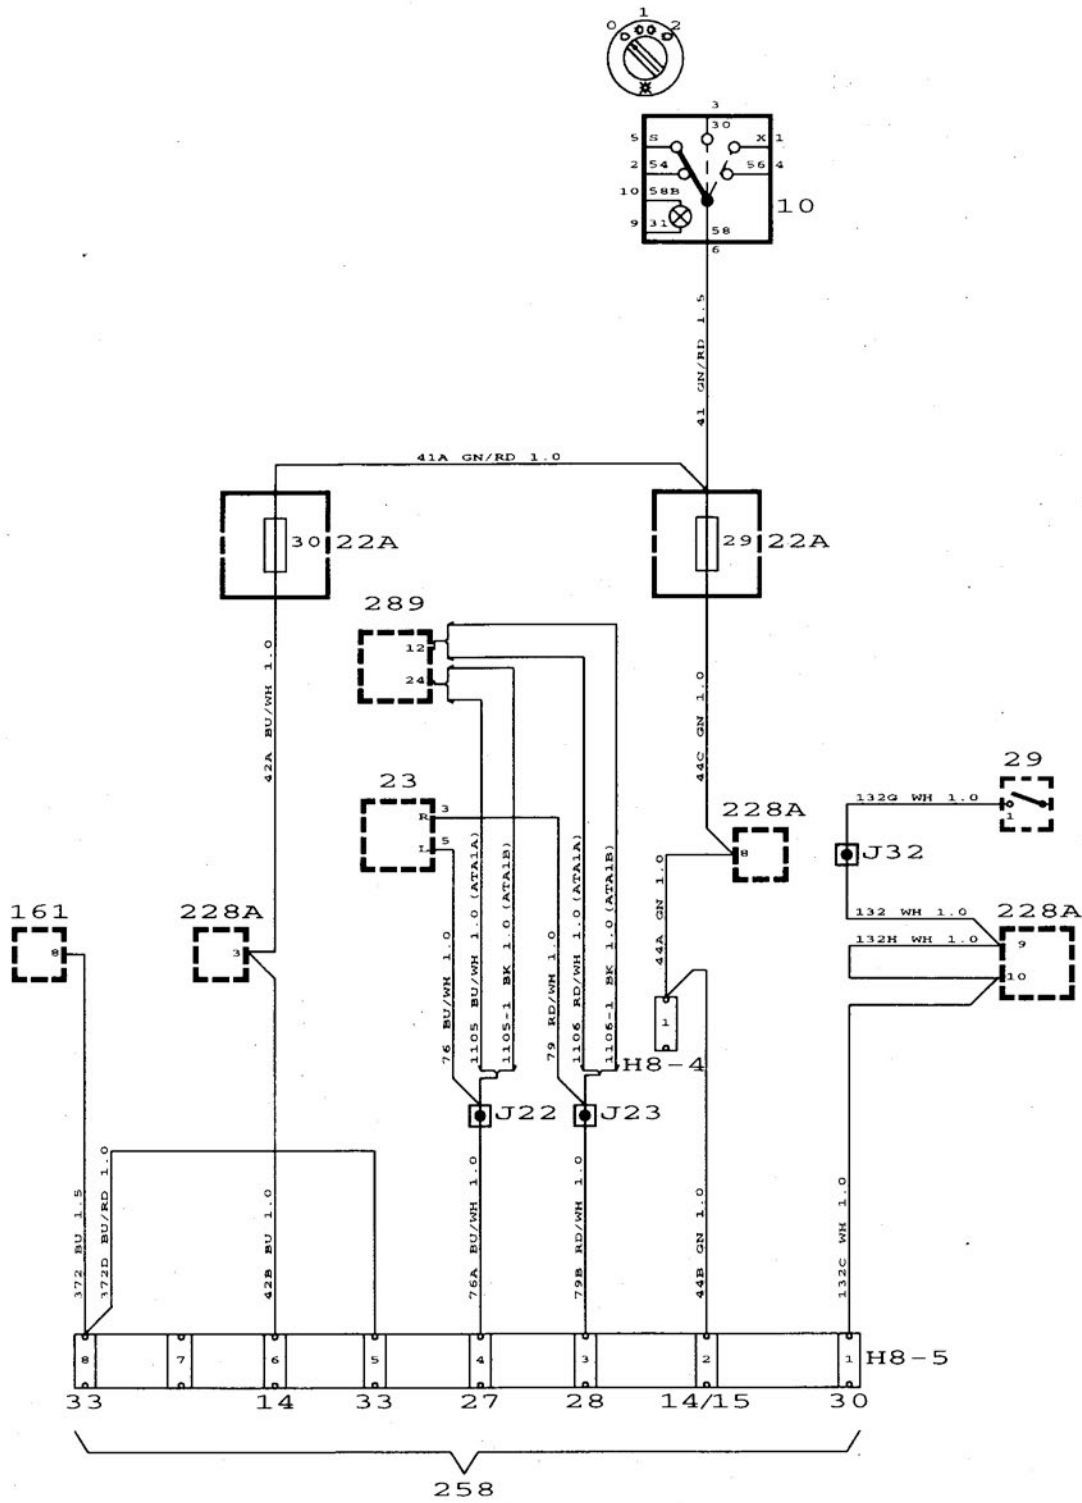 1
0 2
3
30
5 S X 1
2 54 56 4
10 58B
10
9 31
58
6
41 GN/RD 1.5
41A GN/RD 1.0
30 22A
29 22A
289
12
24
42A BU/WH 1.0
44C GN 1.0
23
R 3
L 5
29
132G WH 1.0
1
228A
8
J32
161
8
228A
3
132 WH 1.0
228A
9
132H WH 1.0
10
76 BU/WH 1.0
1105 BU/WH 1.0 (ATA1A)
1105-1 BK 1.0 (ATA1B)
79 RD/WH 1.0
1106 RD/WH 1.0 (ATA1A)
1106-1 BK 1.0 (ATA1B)
44A GN 1.0
1
H8-4
J22
J23
372 BU 1.5
372D BU/RD 1.0
42B BU 1.0
76A BU/WH 1.0
79B RD/WH 1.0
44B GN 1.0
132C WH 1.0
8 7 6 5 4 3 2 1 H8-5
33 14 33 27 28 14/15 30
258